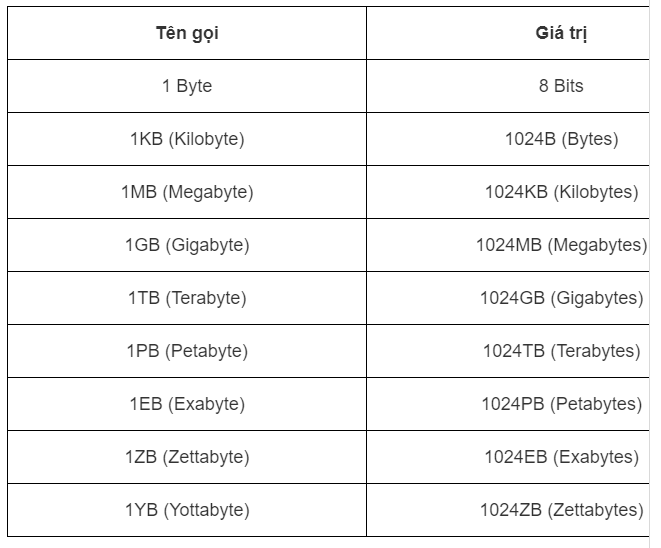 Tên gọi Giá trị
1 Byte 8 Bits
1KB (Kilobyte) 1024B (Bytes)
1MB (Megabyte) 1024KB (Kilobytes)
1GB (Gigabyte) 1024MB (Megabytes)
1TB (Terabyte) 1024GB (Gigabytes)
1PB (Petabyte) 1024TB (Terabytes)
1EB (Exabyte) 1024PB (Petabytes)
1ZB (Zettabyte) 1024EB (Exabytes)
1YB (Yottabyte) 1024ZB (Zettabytes)